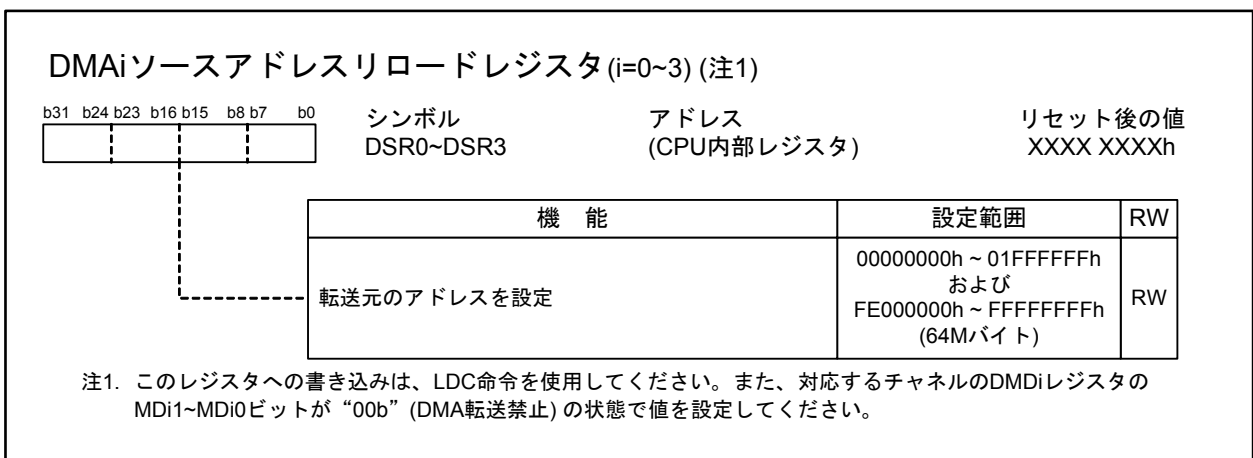 DMAiソースアドレスリロードレジスタ(i=0~3) (注1)
b31 b24 b23 b16 b15 b8 b7 b0
シンボル アドレス リセット後の値
DSR0~DSR3 (CPU内部レジスタ) XXXX XXXXh
機 能 設定範囲 RW
転送元のアドレスを設定 00000000h ~ 01FFFFFFh
および
FE000000h ~ FFFFFFFFh
(64Mバイト) RW
注1. このレジスタへの書き込みは、LDC命令を使用してください。また、対応するチャネルのDMDiレジスタの
MDi1~MDi0ビットが“00b”(DMA転送禁止) の状態で値を設定してください。